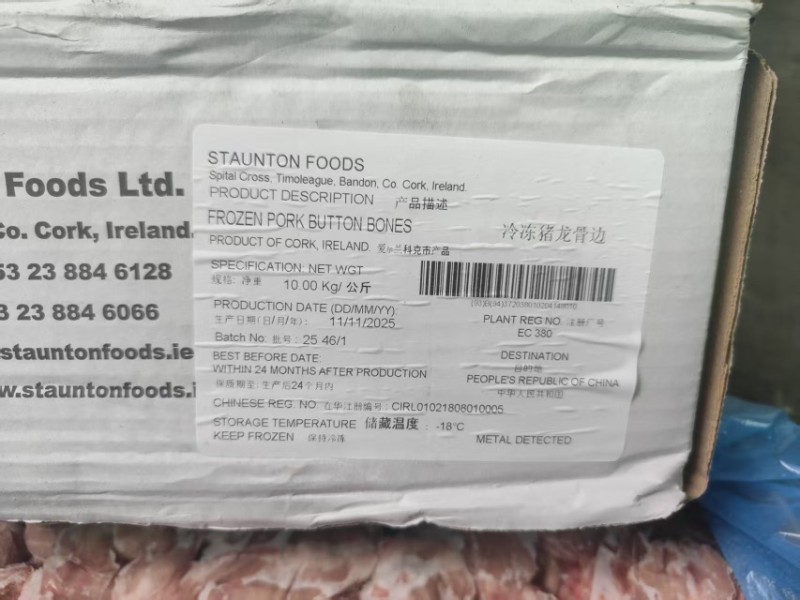 Foods Ltd.
Co. Cork, Ireland.
53 23 884 6128
3 23 884 6066
stauntonfoods.ie
w.stauntonfoods.i
STAUNTON FOODS
Spital Cross, Timoleague, Bandon, Co. Cork, Ireland.
PRODUCT DESCRIPTION 产品描述
FROZEN PORK BUTTON BONES
冷冻猪龙骨边
PRODUCT OF CORK, IRELAND 爱尔兰科克市产品
SPECIFICATION: NET WGT
规格: 净重 10.00 Kg/ 公斤
PRODUCTION DATE (DD/MM/YY):
生产日期(日/月/年): 11/11/2025
PLANT REG NO. 注册厂号
EC 380
Batch No: 批号: 25 46/1
BEST BEFORE DATE:
WITHIN 24 MONTHS AFTER PRODUCTION
保质期至: 生产后24个月内
DESTINATION
目的地
PEOPLE'S REPUBLIC OF CHINA
中华人民共和国
CHINESE REG. NO. 在华注册编号: CIRL01021808010005
STORAGE TEMPERATURE 储藏温度 -18°C
KEEP FROZEN 保持冷冻
METAL DETECTED